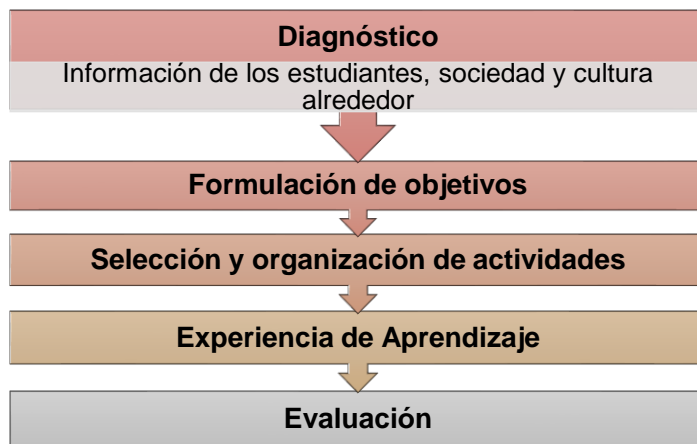 Diagnóstico
Información de los estudiantes, sociedad y cultura
alrededor
Formulación de objetivos
Selección y organización de actividades
Experiencia de Aprendizaje
Evaluación